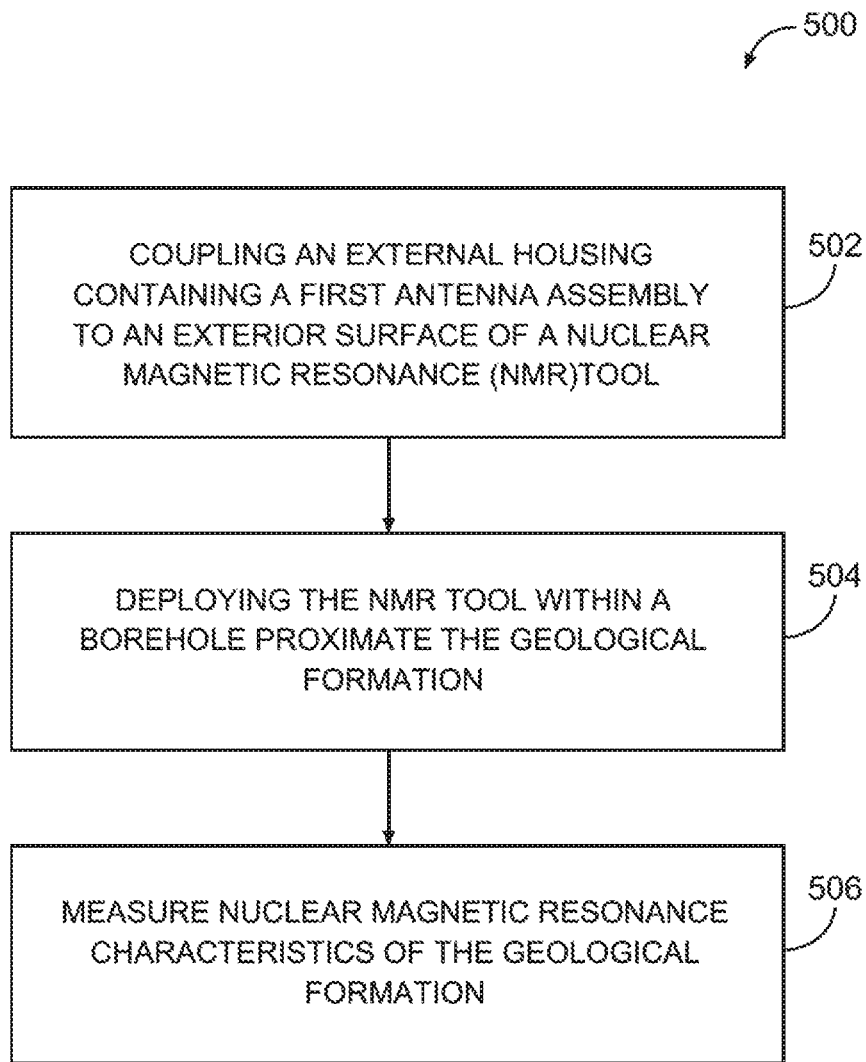 500
COUPLING AN EXTERNAL HOUSING
CONTAINING A FIRST ANTENNA ASSEMBLY
TO AN EXTERIOR SURFACE OF A NUCLEAR
MAGNETIC RESONANCE (NMR)TOOL
502
DEPLOYING THE NMR TOOL WITHIN A
BOREHOLE PROXIMATE THE GEOLOGICAL
FORMATION
504
MEASURE NUCLEAR MAGNETIC RESONANCE
CHARACTERISTICS OF THE GEOLOGICAL
FORMATION
506